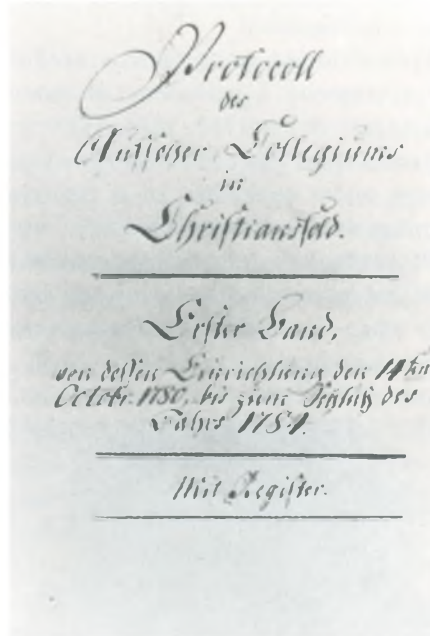 Protocoll
des
Aufseher Collegiums
in
Christiansfeld.
Erster Band,
von deßen Einrichtung den 14ten
Octobr. 1780, bis zum Schluß des
Jahrs 1784.
Mit Register.